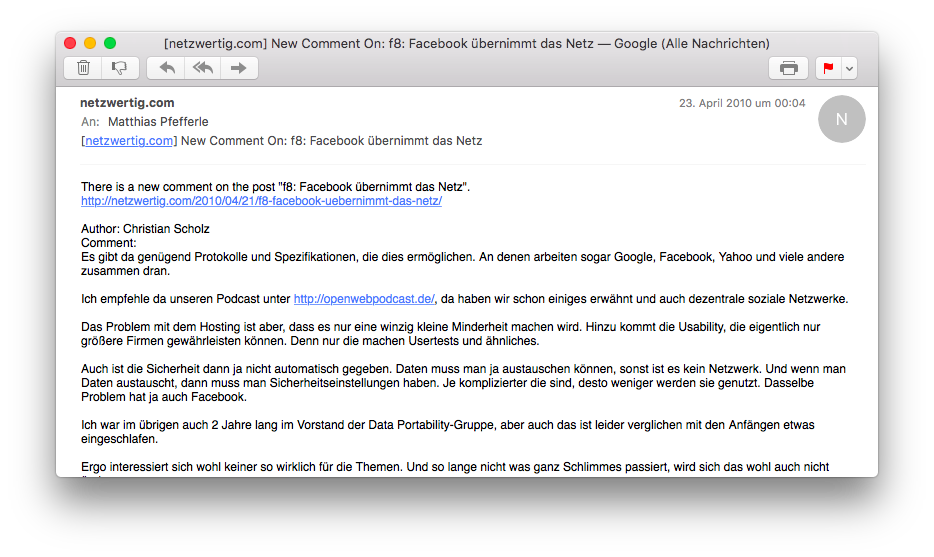 [netzwertig.com] New Comment On: f8: Facebook übernimmt das Netz — Google (Alle Nachrichten)
netzwertig.com
23. April 2010 um 00:04
N
An: Matthias Pfefferle
[netzwertig.com] New Comment On: f8: Facebook übernimmt das Netz
There is a new comment on the post "f8: Facebook übernimmt das Netz".
http://netzwertig.com/2010/04/21/f8-facebook-uebernimmt-das-netz/
Author: Christian Scholz
Comment:
Es gibt da genügend Protokolle und Spezifikationen, die dies ermöglichen. An denen arbeiten sogar Google, Facebook, Yahoo und viele andere
zusammen dran.
Ich empfehle da unseren Podcast unter http://openwebpodcast.de/, da haben wir schon einiges erwähnt und auch dezentrale soziale Netzwerke.
Das Problem mit dem Hosting ist aber, dass es nur eine winzig kleine Minderheit machen wird. Hinzu kommt die Usability, die eigentlich nur
größere Firmen gewährleisten können. Denn nur die machen Usertests und ähnliches.
Auch ist die Sicherheit dann ja nicht automatisch gegeben. Daten muss man ja austauschen können, sonst ist es kein Netzwerk. Und wenn man
Daten austauscht, dann muss man Sicherheitseinstellungen haben. Je komplizierter die sind, desto weniger werden sie genutzt. Dasselbe
Problem hat ja auch Facebook.
Ich war im übrigen auch 2 Jahre lang im Vorstand der Data Portability-Gruppe, aber auch das ist leider verglichen mit den Anfängen etwas
eingeschlafen.
Ergo interessiert sich wohl keiner so wirklich für die Themen. Und so lange nicht was ganz Schlimmes passiert, wird sich das wohl auch nicht